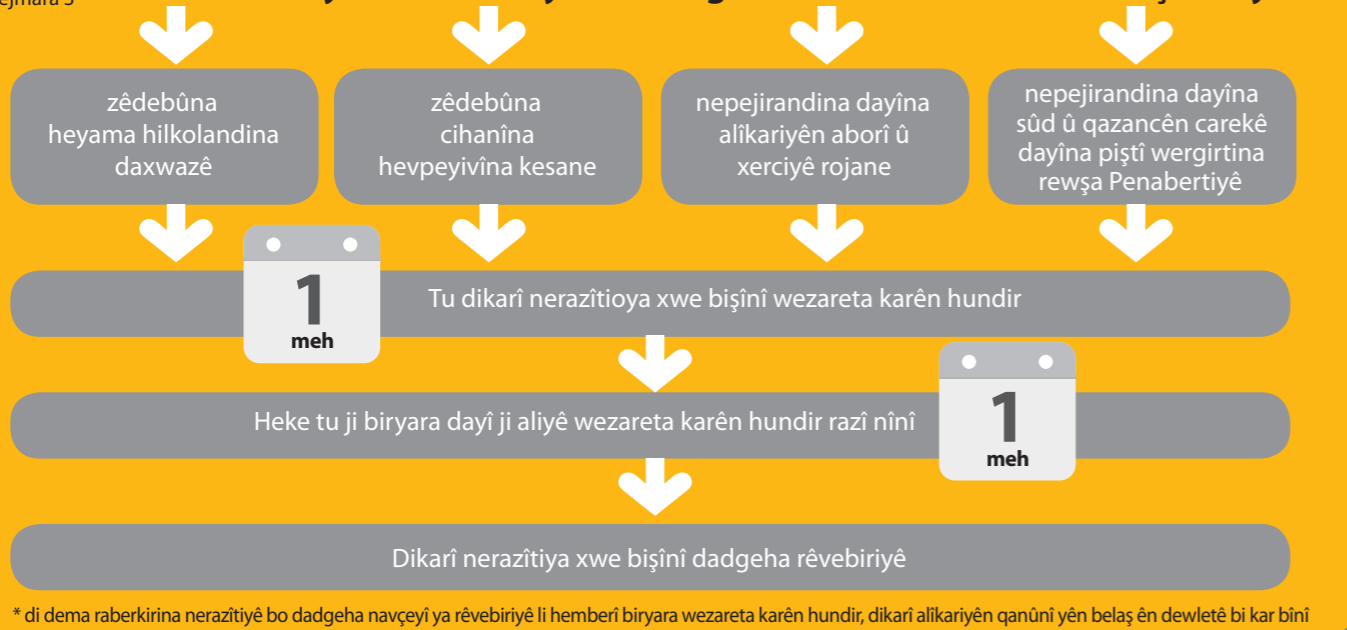 zêdebûna
heyama hilkolandina
daxwazê
zêdebûna
cihanîna
hevpeyivîna kesane
nepejirandina dayîna
alîkariyên aborî û
xerciyê rojane
nepejirandina dayîna
sûd û qazancên carekê
dayîna piştî wergirtina
rewşa Penabertiyê
1
meh
Tu dikarî nerazîtioya xwe bişînî wezareta karên hundir
Heke tu ji biryara dayî ji aliyê wezareta karên hundir razî nînî
1
meh
Dikarî nerazîtiya xwe bişînî dadgeha rêvebiriyê
* di dema raberkirina nerazîtiyê bo dadgeha navçeyî ya rêvebiriyê li hemberî biryara wezareta karên hundir, dikarî alîkariyên qanûnî yên belaş ên dewletê bi kar bînî